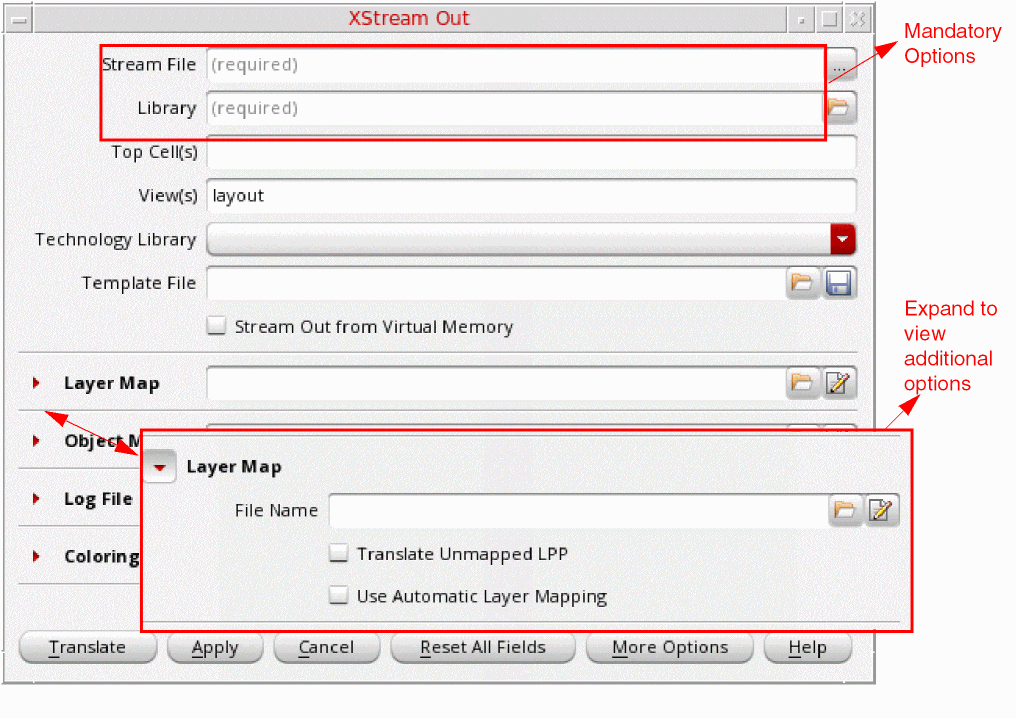 XStream Out
Mandatory
Options
Stream File (required) ...
Library (required)
Top Cell(s)
View(s) layout
Technology Library
Template File
Stream Out from Virtual Memory
Expand to
view
additional
options
Layer Map
Object M
Layer Map
File Name
Log File
Translate Unmapped LPP
Coloring
Use Automatic Layer Mapping
Translate Apply Cancel Reset All Fields More Options Help